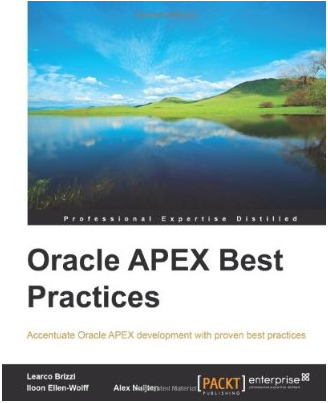 Professional Expertise Distilled
Oracle APEX Best
Practices
Accentuate Oracle APEX development with proven best practices
Learco Brizzi
Iloon Ellen-Wolff
Alex Nuijten
[PACKT] enterprise
PUBLISHING